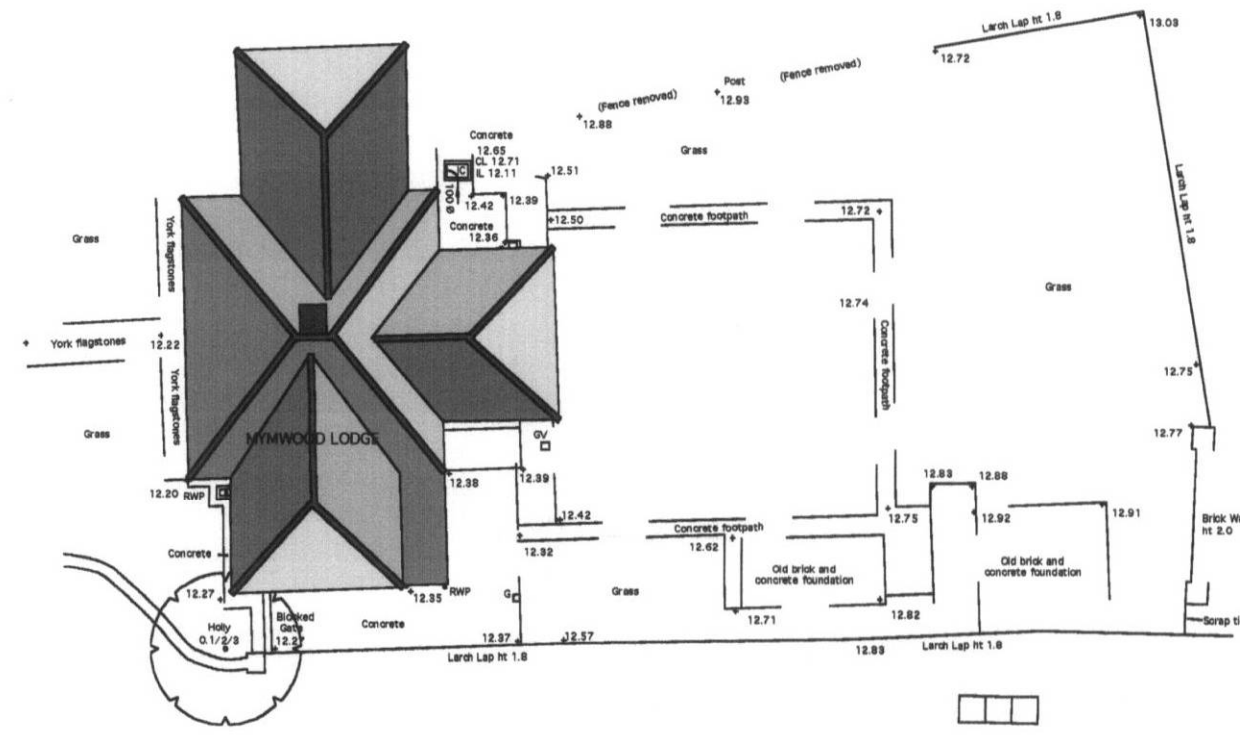 Larch Lap ht 1.8
13.03
12.72
Post
(Fence removed)
12.93
(Fence removed)
12.88
Grass
Concrete
12.65
CL 12.71
IL 12.11
C
100 Ø
12.51
12.42
12.39
12.50
Concrete footpath
12.72
Concrete
12.36
Larch Lap ht 1.8
Grass
York flagstones
Grass
12.74
York flagstones
12.22
Concrete footpath
12.75
York flagstones
Grass
MYMWOOD LODGE
GV
12.77
12.20
RWP
12.38
12.39
12.83
12.88
12.42
12.75
12.92
12.91
Concrete footpath
12.32
12.62
Brick
ht 2.0
Concrete
Old brick and
concrete foundation
Old brick and
concrete foundation
12.27
12.35
RWP
G
Grass
12.71
12.82
Holly
0.1/2/3
Blocked
Gate
12.27
Concrete
12.37
12.57
12.83
Scrap
Larch Lap ht 1.8
Larch Lap ht 1.8